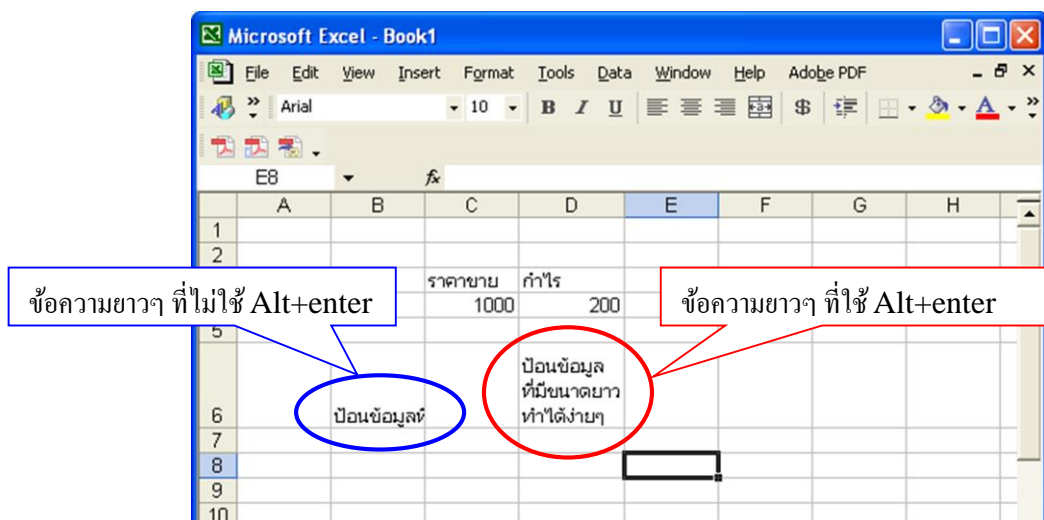 Microsoft Excel - Book1
File Edit View Insert Format Tools Data Window Help Adobe PDF
Arial 10 B I U $ A
E8 fx
A B C D E F G H
1
2
ราคาขาย กำไร
1000 200
ข้อความยาวๆ ที่ไม่ใช้ Alt+enter
ข้อความยาวๆ ที่ใช้ Alt+enter
5
ป้อนข้อมูล
ที่มีขนาดยาว
ทำได้ง่ายๆ
6 ป้อนข้อมูลที่
7
8
9
10